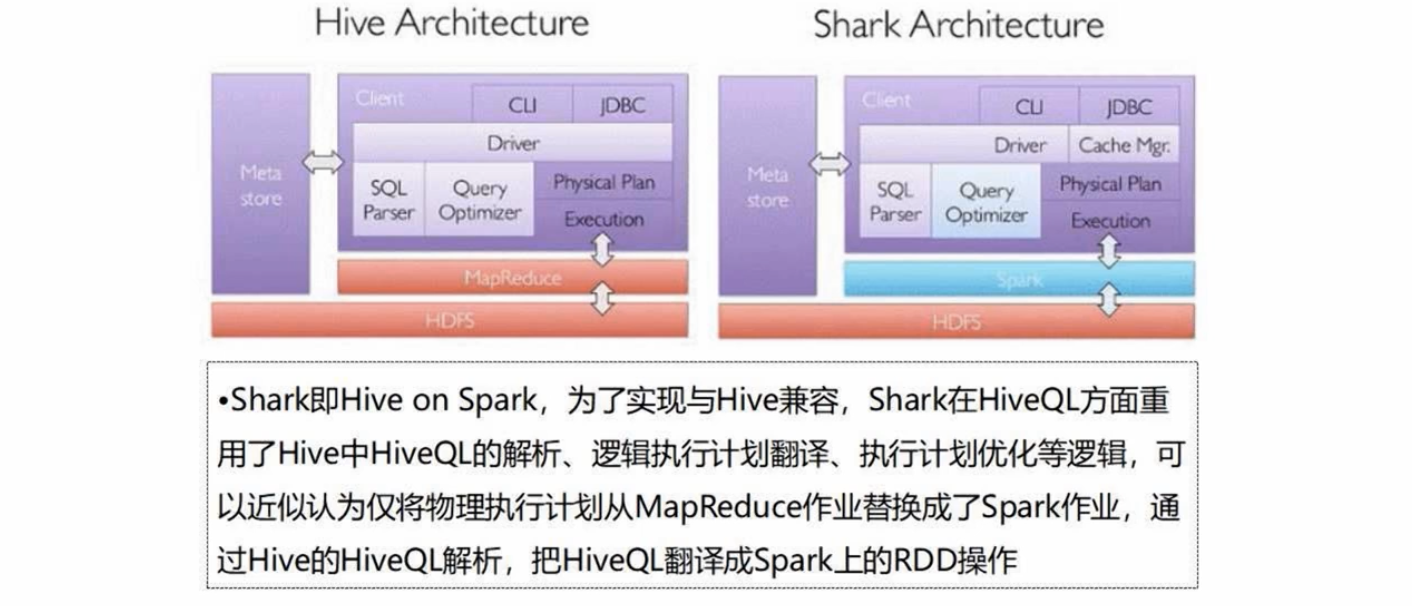 Hive Architecture
Shark Architecture
Client
CLI
JDBC
Driver
Meta
store
SQL
Parser
Query
Optimizer
Physical Plan
Execution
MapReduce
HDFS
Client
CLI
JDBC
Driver
Cache Mgr.
Meta
store
SQL
Parser
Query
Optimizer
Physical Plan
Execution
Spark
HDFS
•Shark即Hive on Spark，为了实现与Hive兼容，Shark在HiveQL方面重
用了Hive中HiveQL的解析、逻辑执行计划翻译、执行计划优化等逻辑，可
以近似认为仅将物理执行计划从MapReduce作业替换成了Spark作业，通
过Hive的HiveQL解析，把HiveQL翻译成Spark上的RDD操作